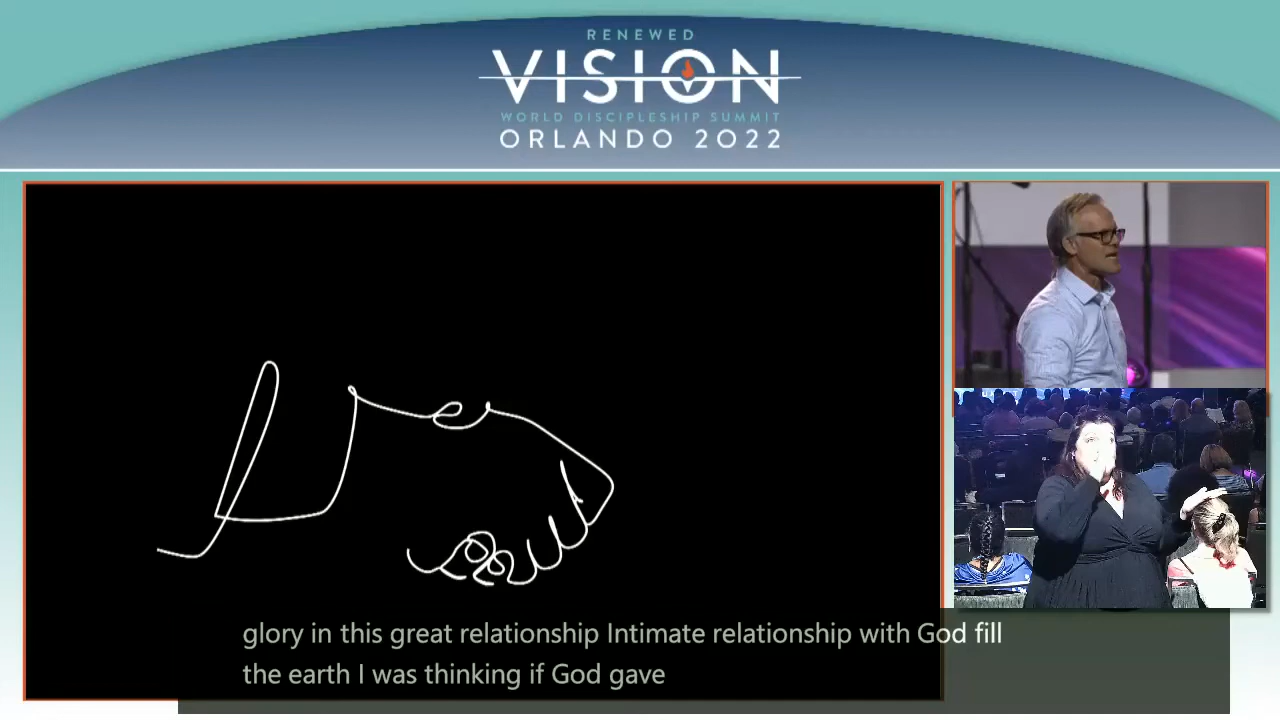 RENEWED
VISION
WORLD DISCIPLESHIP SUMMIT
ORLANDO 2022
glory in this great relationship Intimate relationship with God fill
the earth I was thinking if God gave